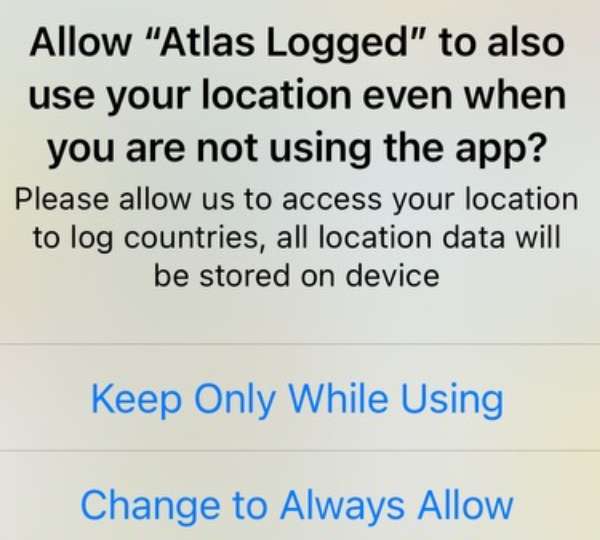 Allow “Atlas Logged” to also
use your location even when
you are not using the app?
Please allow us to access your location
to log countries, all location data will
be stored on device
Keep Only While Using
Change to Always Allow